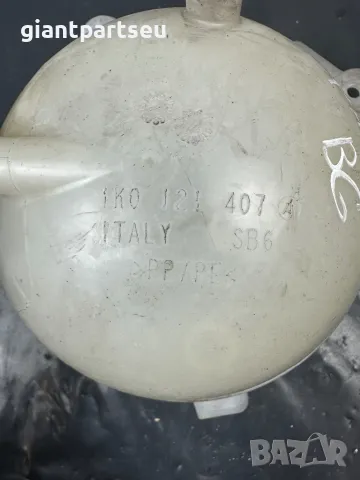 giantpartseu
BG
1K0 121 407 A
ITALY SB6
>PP/PE<
BAZAR